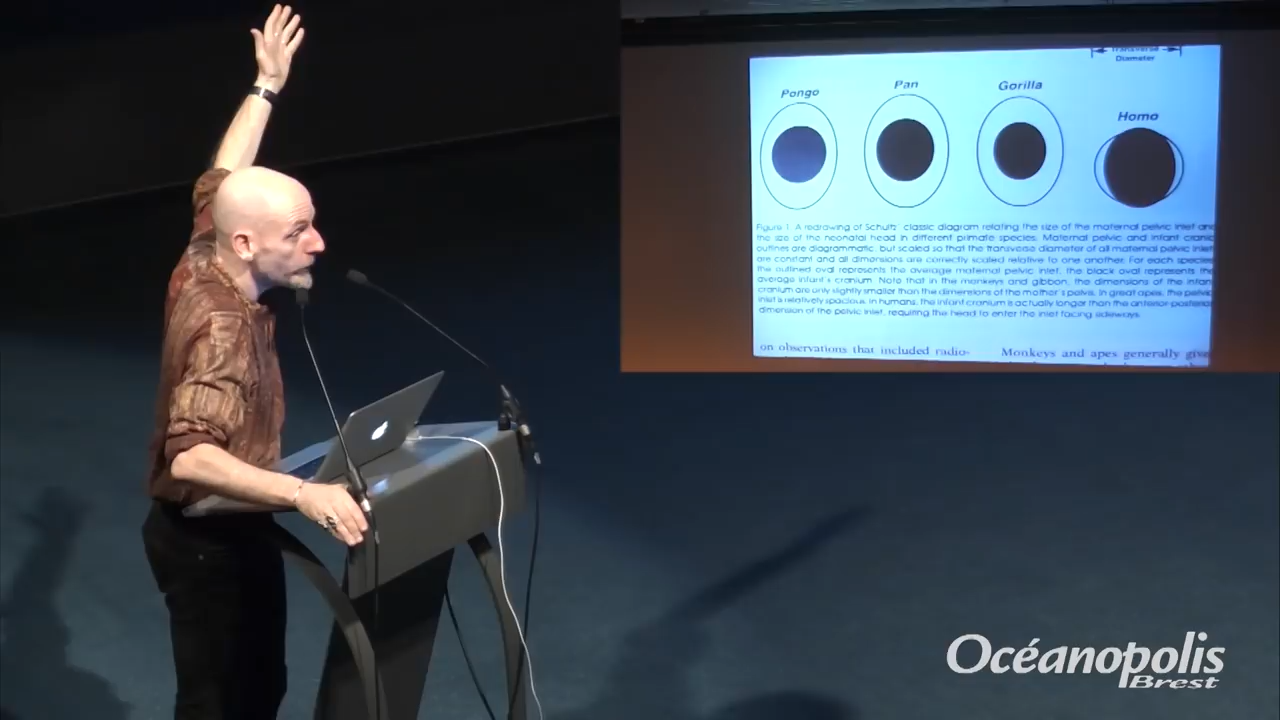 Transverse
Diameter
Pongo
Pan
Gorilla
Homo
Figure 1. A redrawing of Schultz' classic diagram relating the size of the maternal pelvic inlet and
the size of the neonatal head in different primate species. Maternal pelvic and infant cranic
outlines are diagrammatic, but scaled so that the transverse diameter of all maternal pelvic inlet
are constant and all dimensions are correctly scaled relative to one another. For each species
the outlined oval represents the average maternal pelvic inlet, the black oval represents the
average infant's cranium. Note that in the monkeys and gibbon, the dimensions of the infan
cranium are only slightly smaller than the dimensions of the mother's pelvis. In great apes, the pelvic
inlet is relatively spacious. In humans, the infant cranium is actually longer than the anterior-posterior
dimension of the pelvic inlet, requiring the head to enter the inlet facing sideways.
on observations that included radio-
Monkeys and apes generally give
Océanopolis
Brest